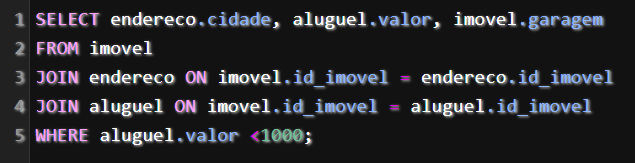 1 SELECT endereco.cidade, aluguel.valor, imovel.garagem
2 FROM imovel
3 JOIN endereco ON imovel.id_imovel = endereco.id_imovel
4 JOIN aluguel ON imovel.id_imovel = aluguel.id_imovel
5 WHERE aluguel.valor <1000;